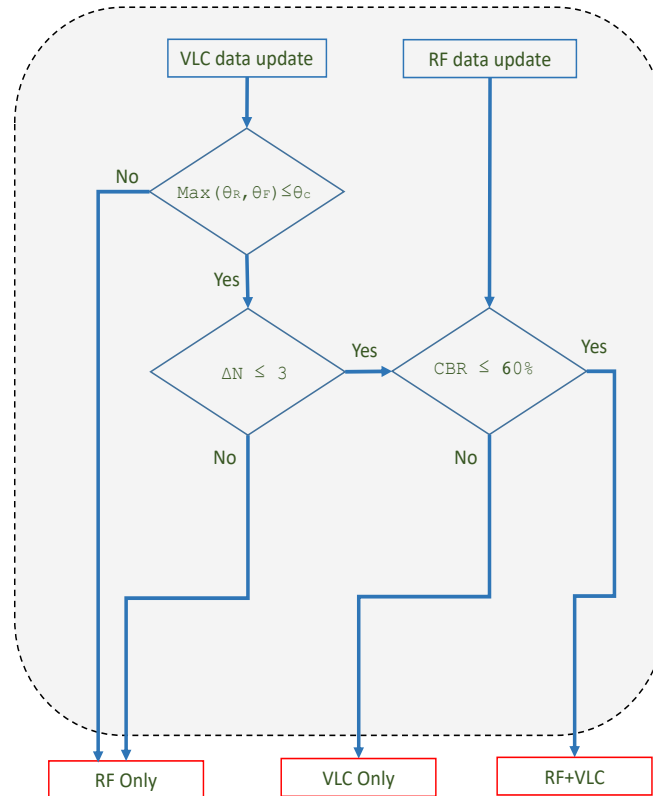 VLC data update
RF data update
No
Max(θR,θF)≤θc
Yes
ΔN ≤ 3
Yes
CBR ≤ 60%
Yes
No
No
RF Only
VLC Only
RF+VLC